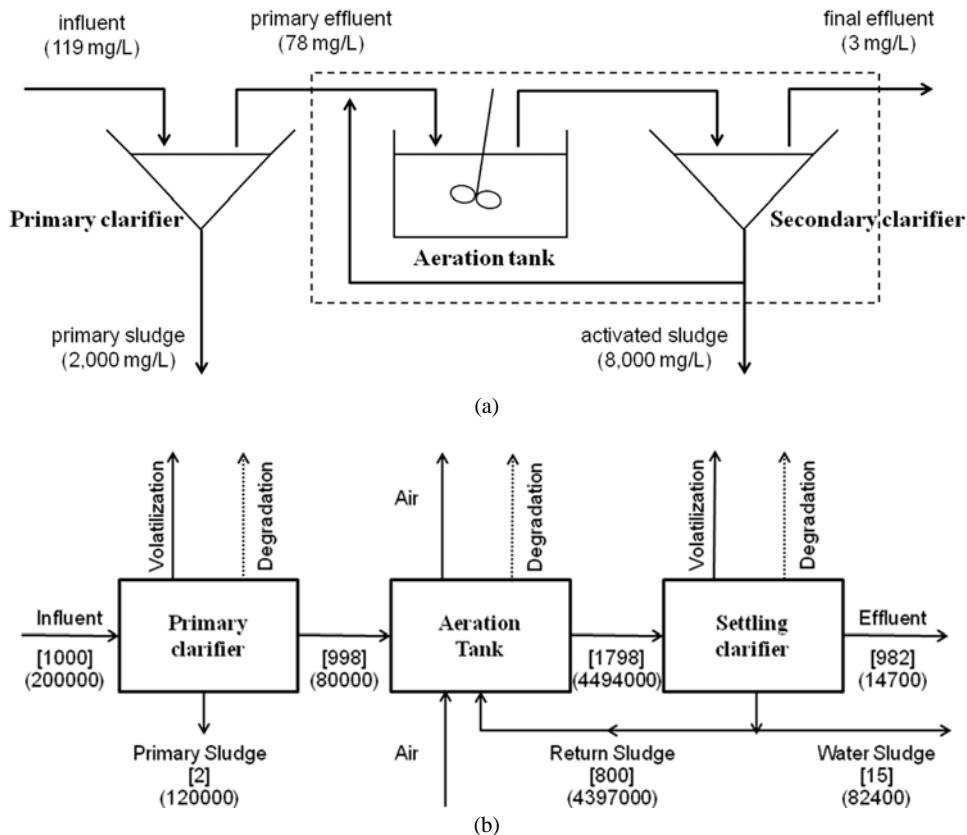 influent
(119 mg/L)
primary effluent
(78 mg/L)
final effluent
(3 mg/L)
Primary clarifier
Aeration tank
Secondary clarifier
primary sludge
(2,000 mg/L)
activated sludge
(8,000 mg/L)
(a)
Volatilization
Degradation
Air
Degradation
Volatilization
Degradation
Influent
[1000]
(200000)
Primary
clarifier
[998]
(80000)
Aeration
Tank
[1798]
(4494000)
Settling
clarifier
Effluent
[982]
(14700)
Primary Sludge
[2]
(120000)
Air
Return Sludge
[800]
(4397000)
Water Sludge
[15]
(82400)
(b)